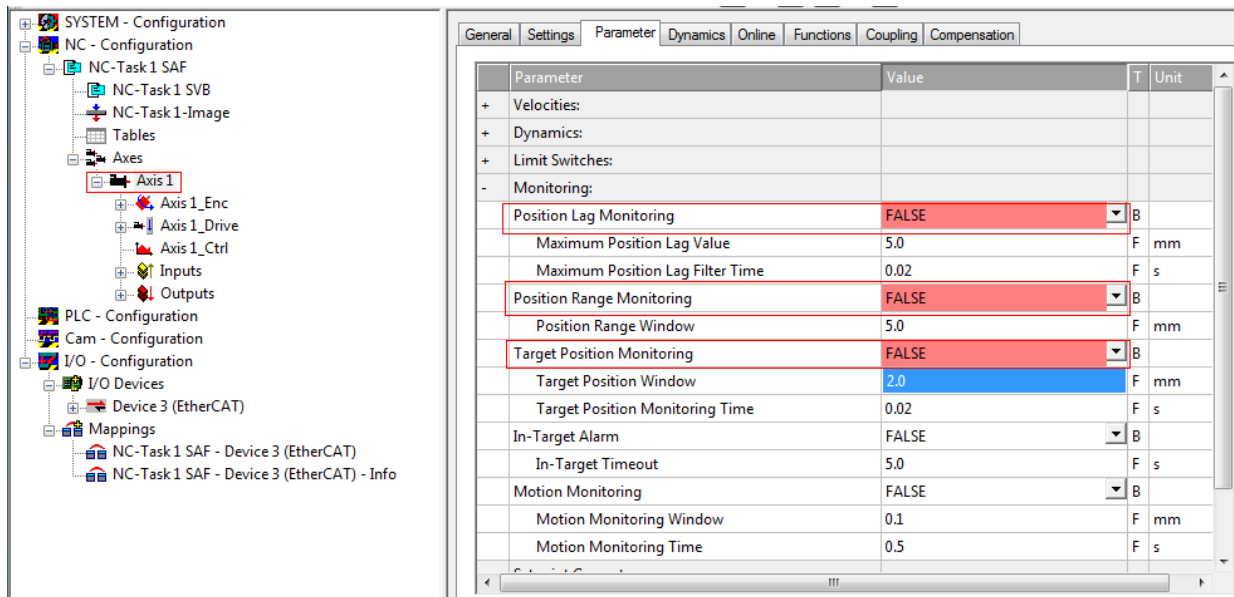 SYSTEM - Configuration
NC - Configuration
NC-Task 1 SAF
NC-Task 1 SVB
NC-Task 1-Image
Tables
Axes
Axis 1
Axis 1_Enc
Axis 1_Drive
Axis 1_Ctrl
Inputs
Outputs
PLC - Configuration
Cam - Configuration
I/O - Configuration
I/O Devices
Device 3 (EtherCAT)
Mappings
NC-Task 1 SAF - Device 3 (EtherCAT)
NC-Task 1 SAF - Device 3 (EtherCAT) - Info
General Settings Parameter Dynamics Online Functions Coupling Compensation
Parameter Value T Unit
+ Velocities:
+ Dynamics:
+ Limit Switches:
- Monitoring:
Position Lag Monitoring FALSE B
Maximum Position Lag Value 5.0 F mm
Maximum Position Lag Filter Time 0.02 F s
Position Range Monitoring FALSE B
Position Range Window 5.0 F mm
Target Position Monitoring FALSE B
Target Position Window 2.0 F mm
Target Position Monitoring Time 0.02 F s
In-Target Alarm FALSE B
In-Target Timeout 5.0 F s
Motion Monitoring FALSE B
Motion Monitoring Window 0.1 F mm
Motion Monitoring Time 0.5 F s